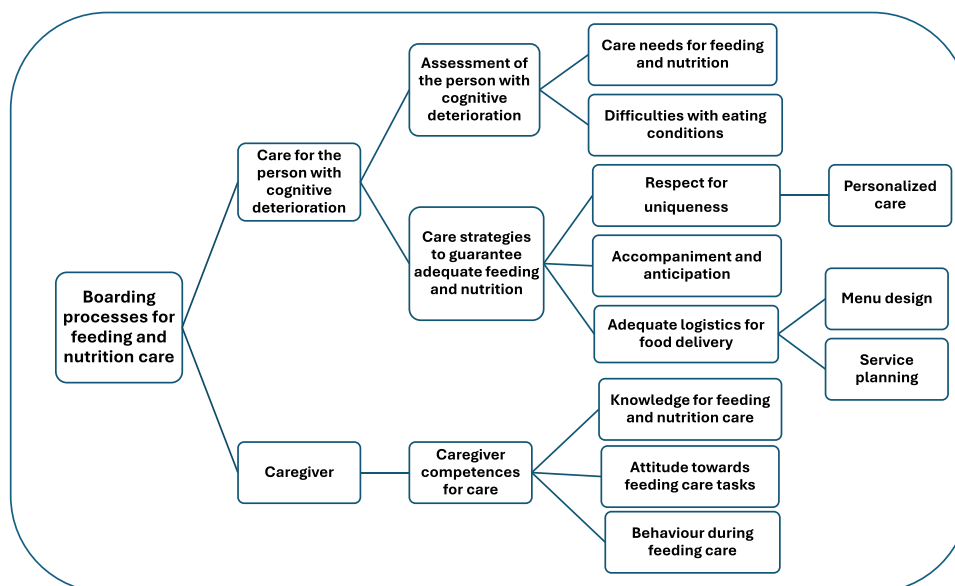 Boarding
processes for
feeding and
nutrition care
Care for the
person with
cognitive
deterioration
Assessment of
the person with
cognitive
deterioration
Care needs for feeding
and nutrition
Difficulties with eating
conditions
Care strategies
to guarantee
adequate feeding
and nutrition
Respect for
uniqueness
Personalized
care
Accompaniment and
anticipation
Adequate logistics for
food delivery
Menu design
Service
planning
Caregiver
Caregiver
competences
for care
Knowledge for feeding
and nutrition care
Attitude towards
feeding care tasks
Behaviour during
feeding care